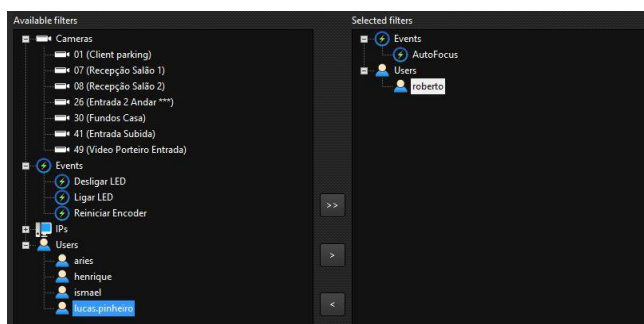 Available filters
Cameras
01 (Client parking)
07 (Recepção Salão 1)
08 (Recepção Salão 2)
26 (Entrada 2 Andar ***)
30 (Fundos Casa)
41 (Entrada Subida)
49 (Video Porteiro Entrada)
Events
Desligar LED
Ligar LED
Reiniciar Encoder
IPs
Users
aries
henrique
ismael
lucas.pinheiro
>>
>
<
Selected filters
Events
AutoFocus
Users
roberto